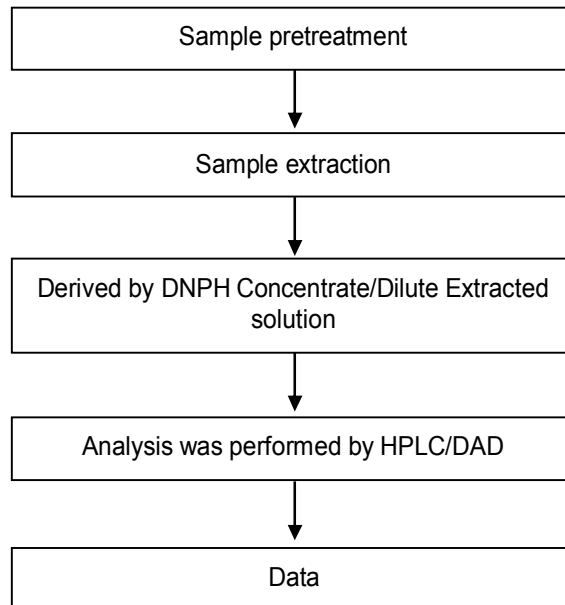 Sample pretreatment
Sample extraction
Derived by DNPH Concentrate/Dilute Extracted
solution
Analysis was performed by HPLC/DAD
Data